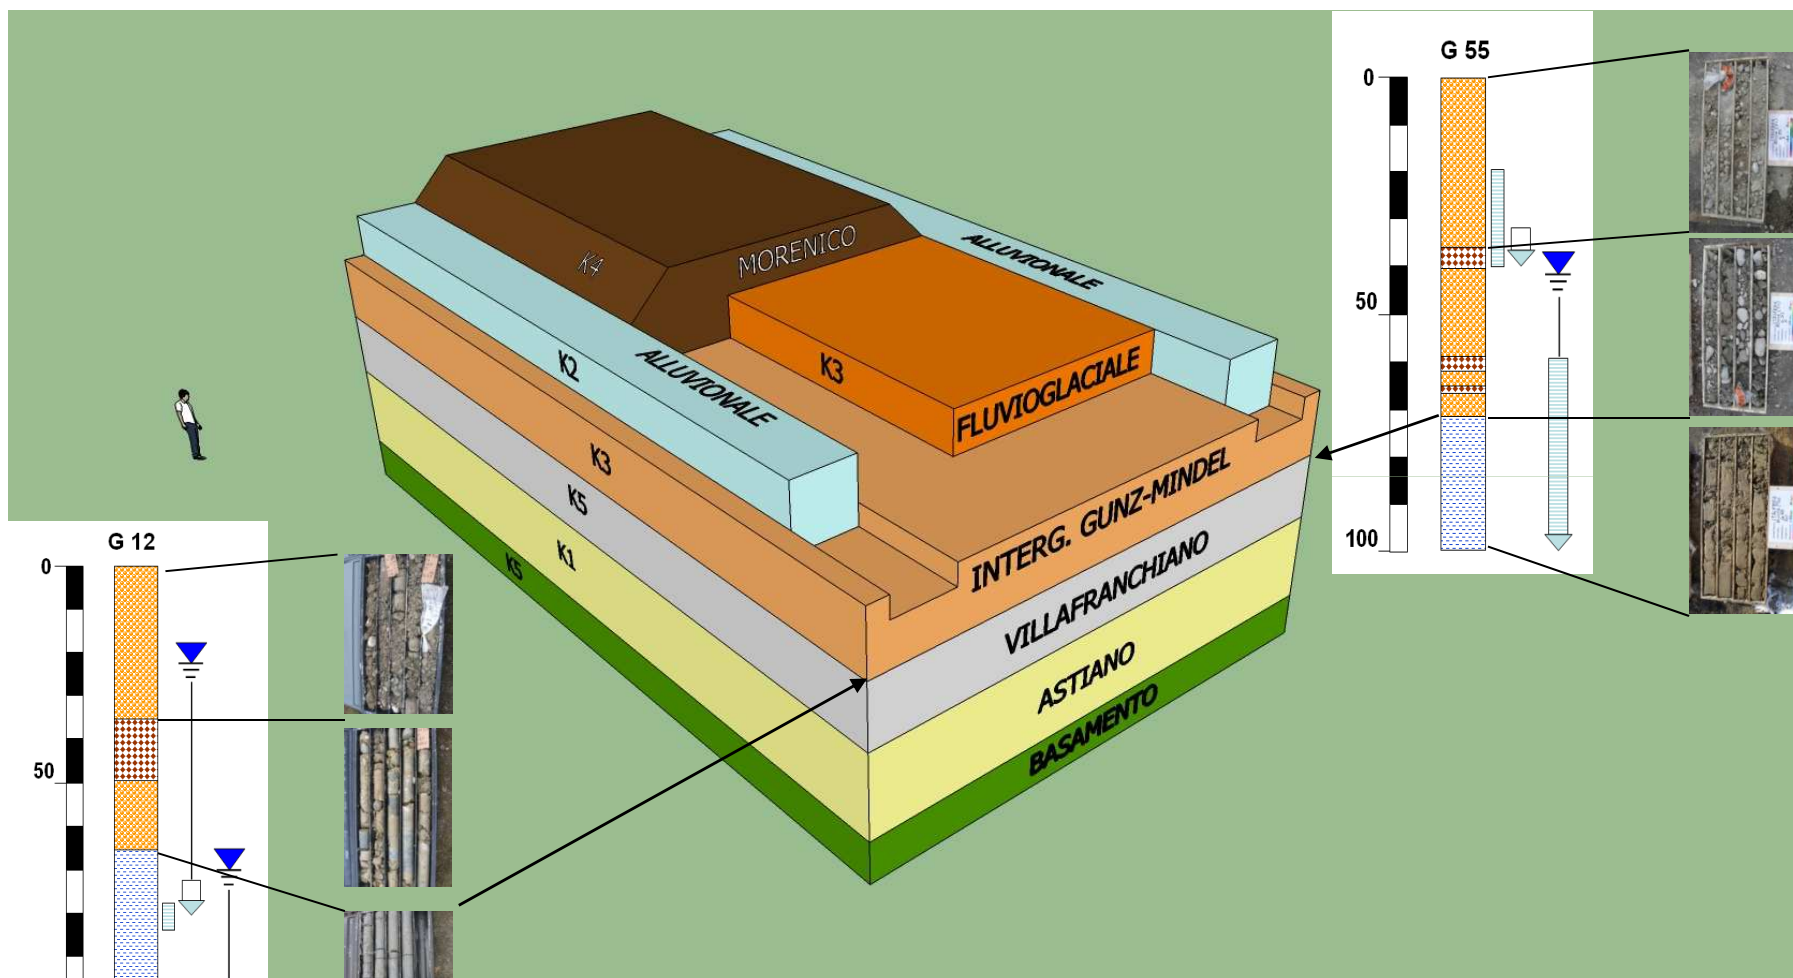 G 55
0
50
100
MORENICO
K4
ALLUVIONALE
K3
FLUVIOGLACIALE
K2
ALLUVIONALE
K3
INTERG. GUNZ-MINDEL
K5
VILLAFRANCHIANO
K1
ASTIANO
K5
BASAMENTO
G 12
0
50